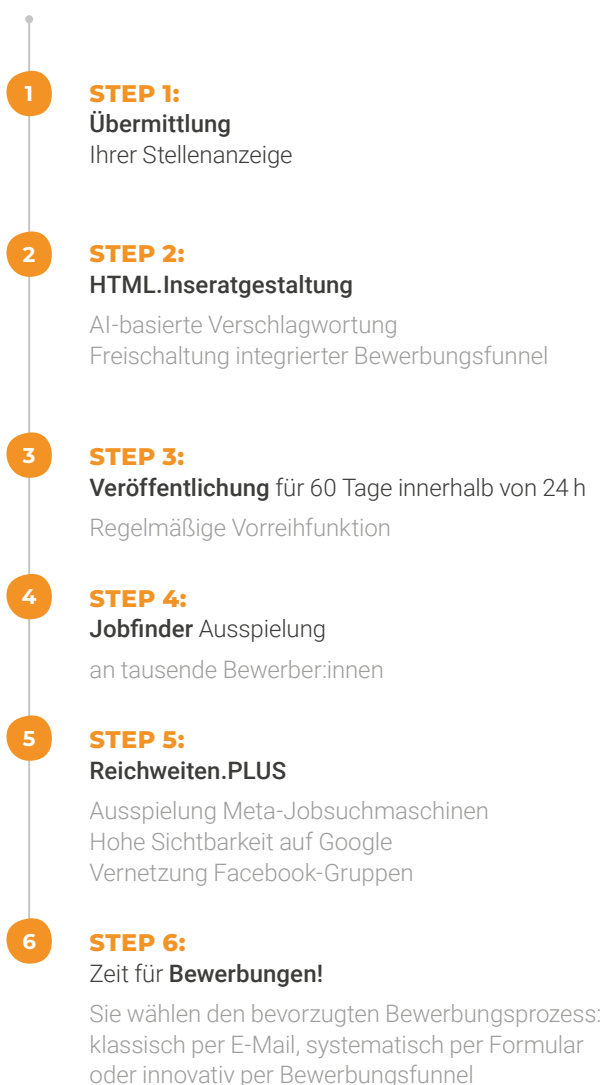 1
STEP 1:
Übermittlung
Ihrer Stellenanzeige
2
STEP 2:
HTML.Inseratgestaltung
AI-basierte Verschlagwortung
Freischaltung integrierter Bewerbungsfunnel
3
STEP 3:
Veröffentlichung für 60 Tage innerhalb von 24 h
Regelmäßige Vorreihfunktion
4
STEP 4:
Jobfinder Ausspielung
an tausende Bewerber:innen
5
STEP 5:
Reichweiten.PLUS
Ausspielung Meta-Jobsuchmaschinen
Hohe Sichtbarkeit auf Google
Vernetzung Facebook-Gruppen
6
STEP 6:
Zeit für Bewerbungen!
Sie wählen den bevorzugten Bewerbungsprozess:
klassisch per E-Mail, systematisch per Formular
oder innovativ per Bewerbungsfunnel